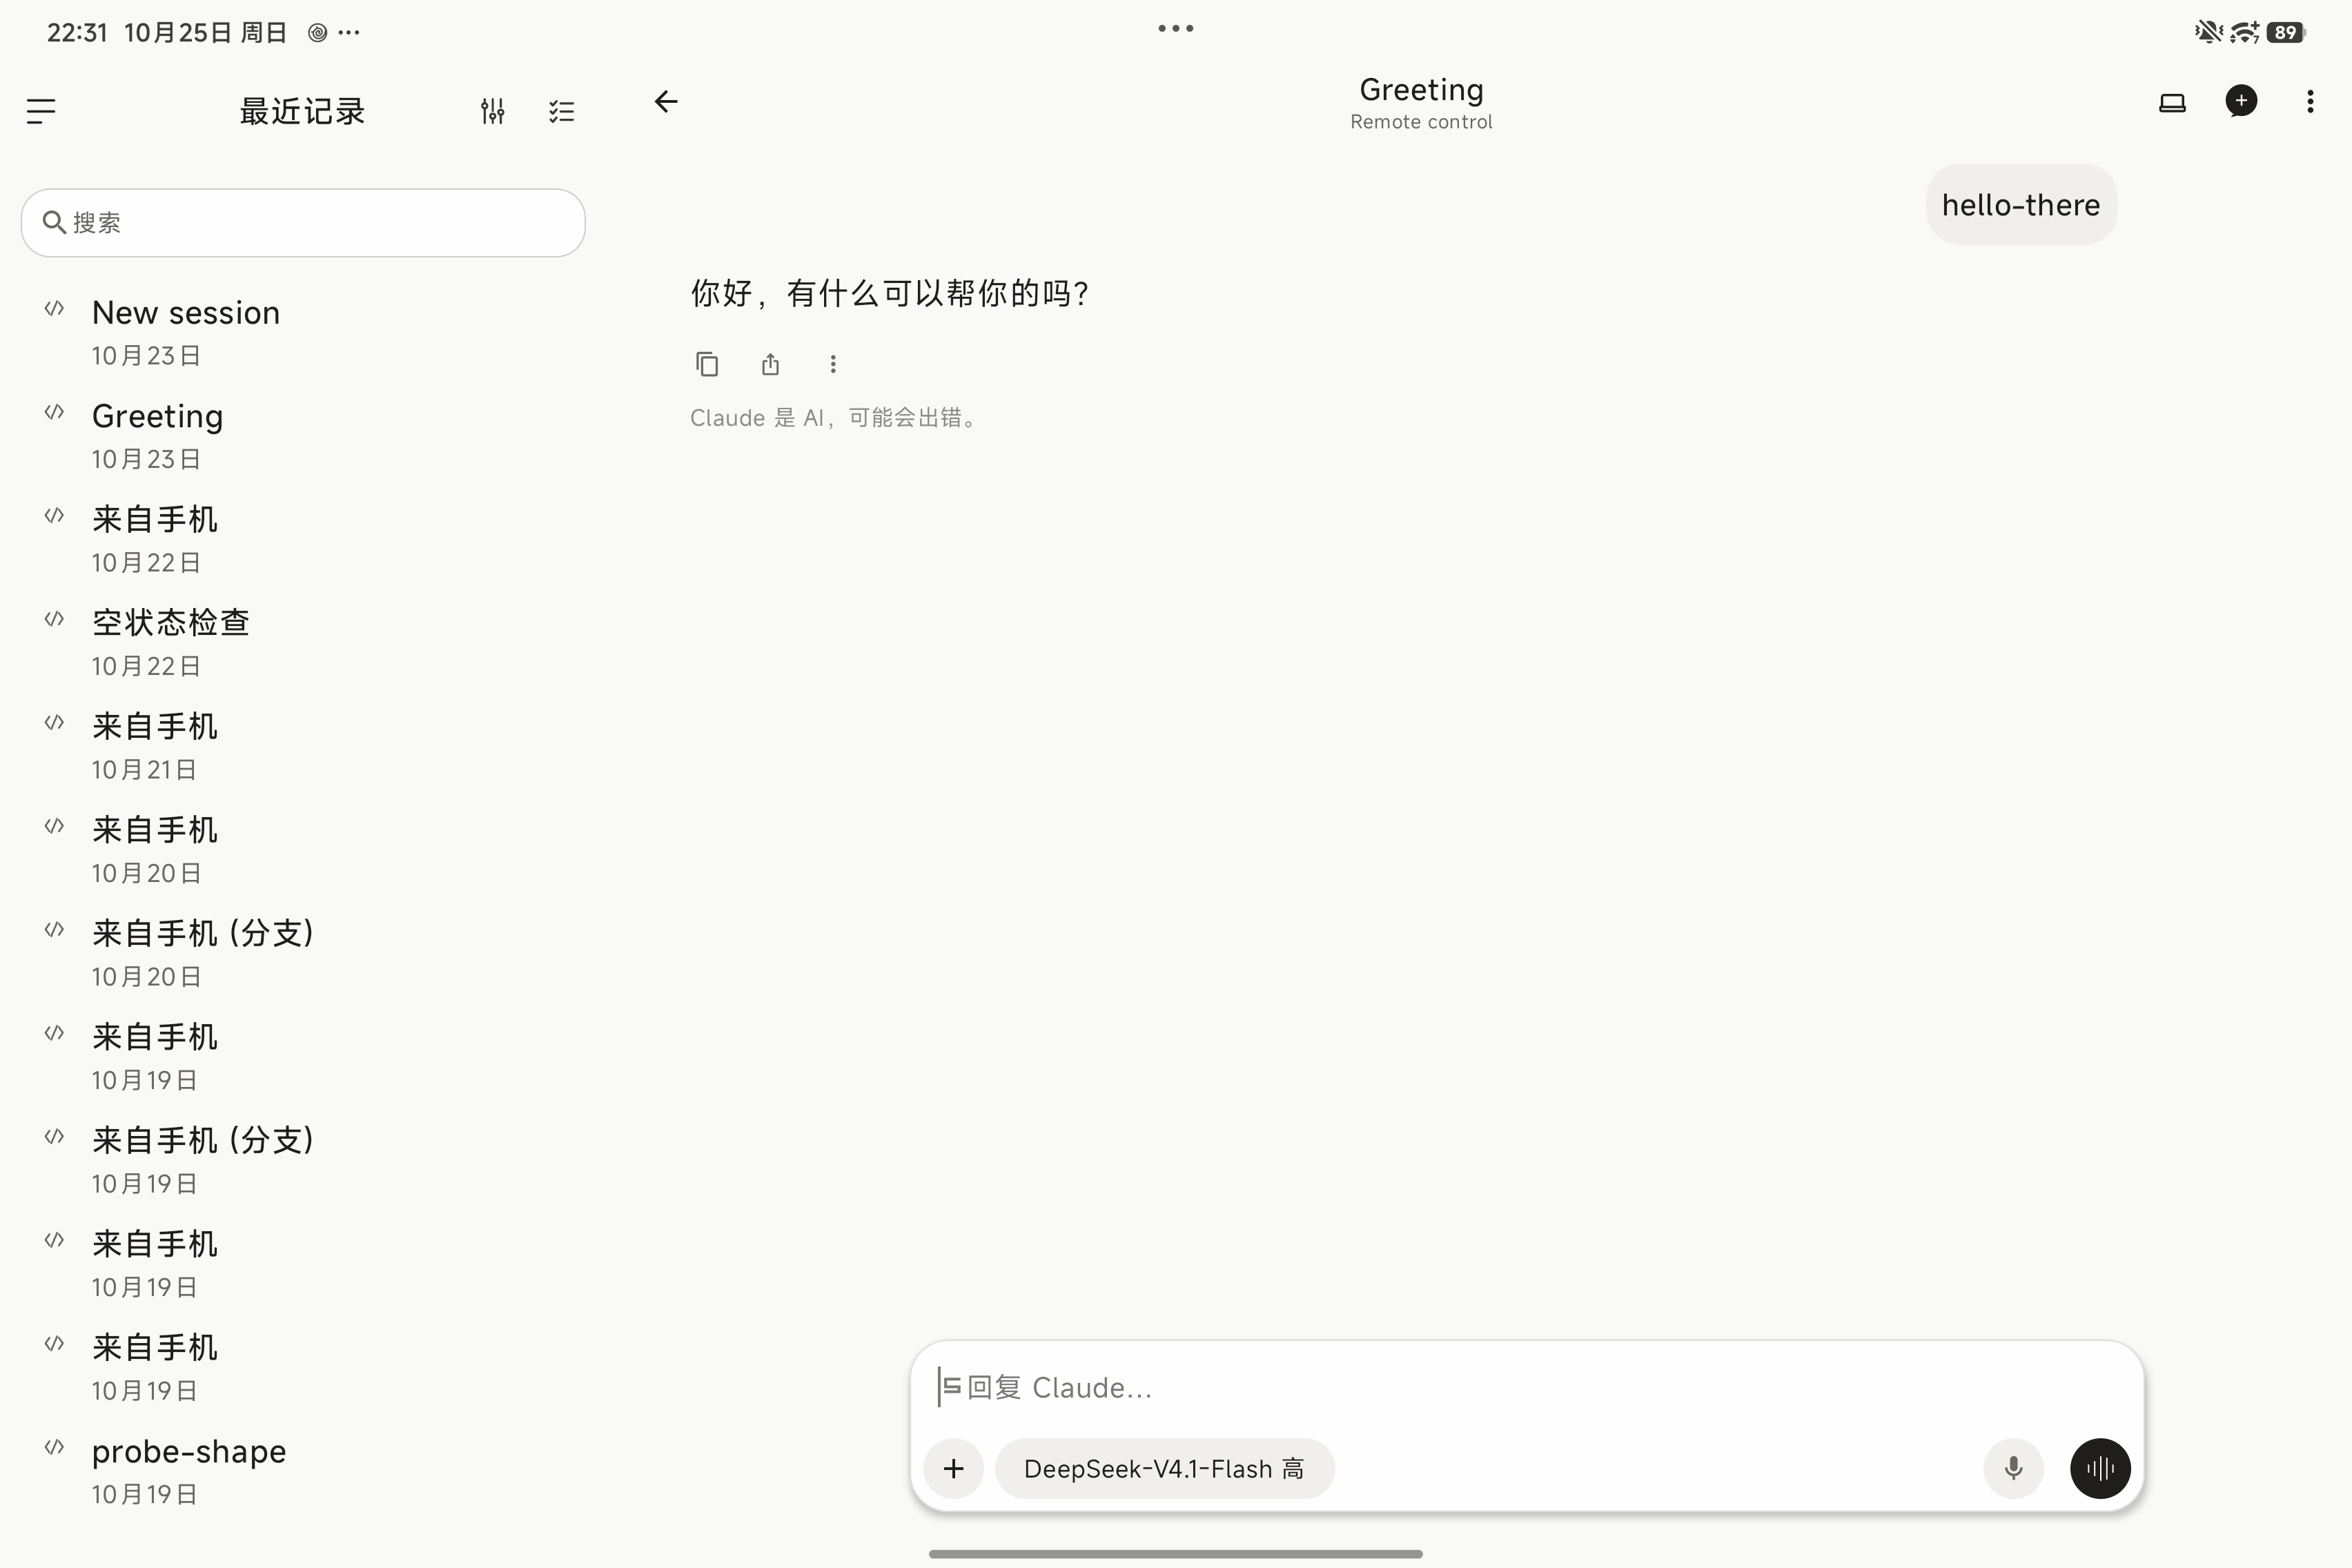 22:31 10月25日 周日
89
最近记录
搜索
New session
10月23日
Greeting
10月23日
来自手机
10月22日
空状态检查
10月22日
来自手机
10月21日
来自手机
10月20日
来自手机 (分支)
10月20日
来自手机
10月19日
来自手机 (分支)
10月19日
来自手机
10月19日
来自手机
10月19日
probe-shape
10月19日
Greeting
Remote control
hello-there
你好，有什么可以帮你的吗？
Claude 是 AI，可能会出错。
回复 Claude...
DeepSeek-V4.1-Flash 高